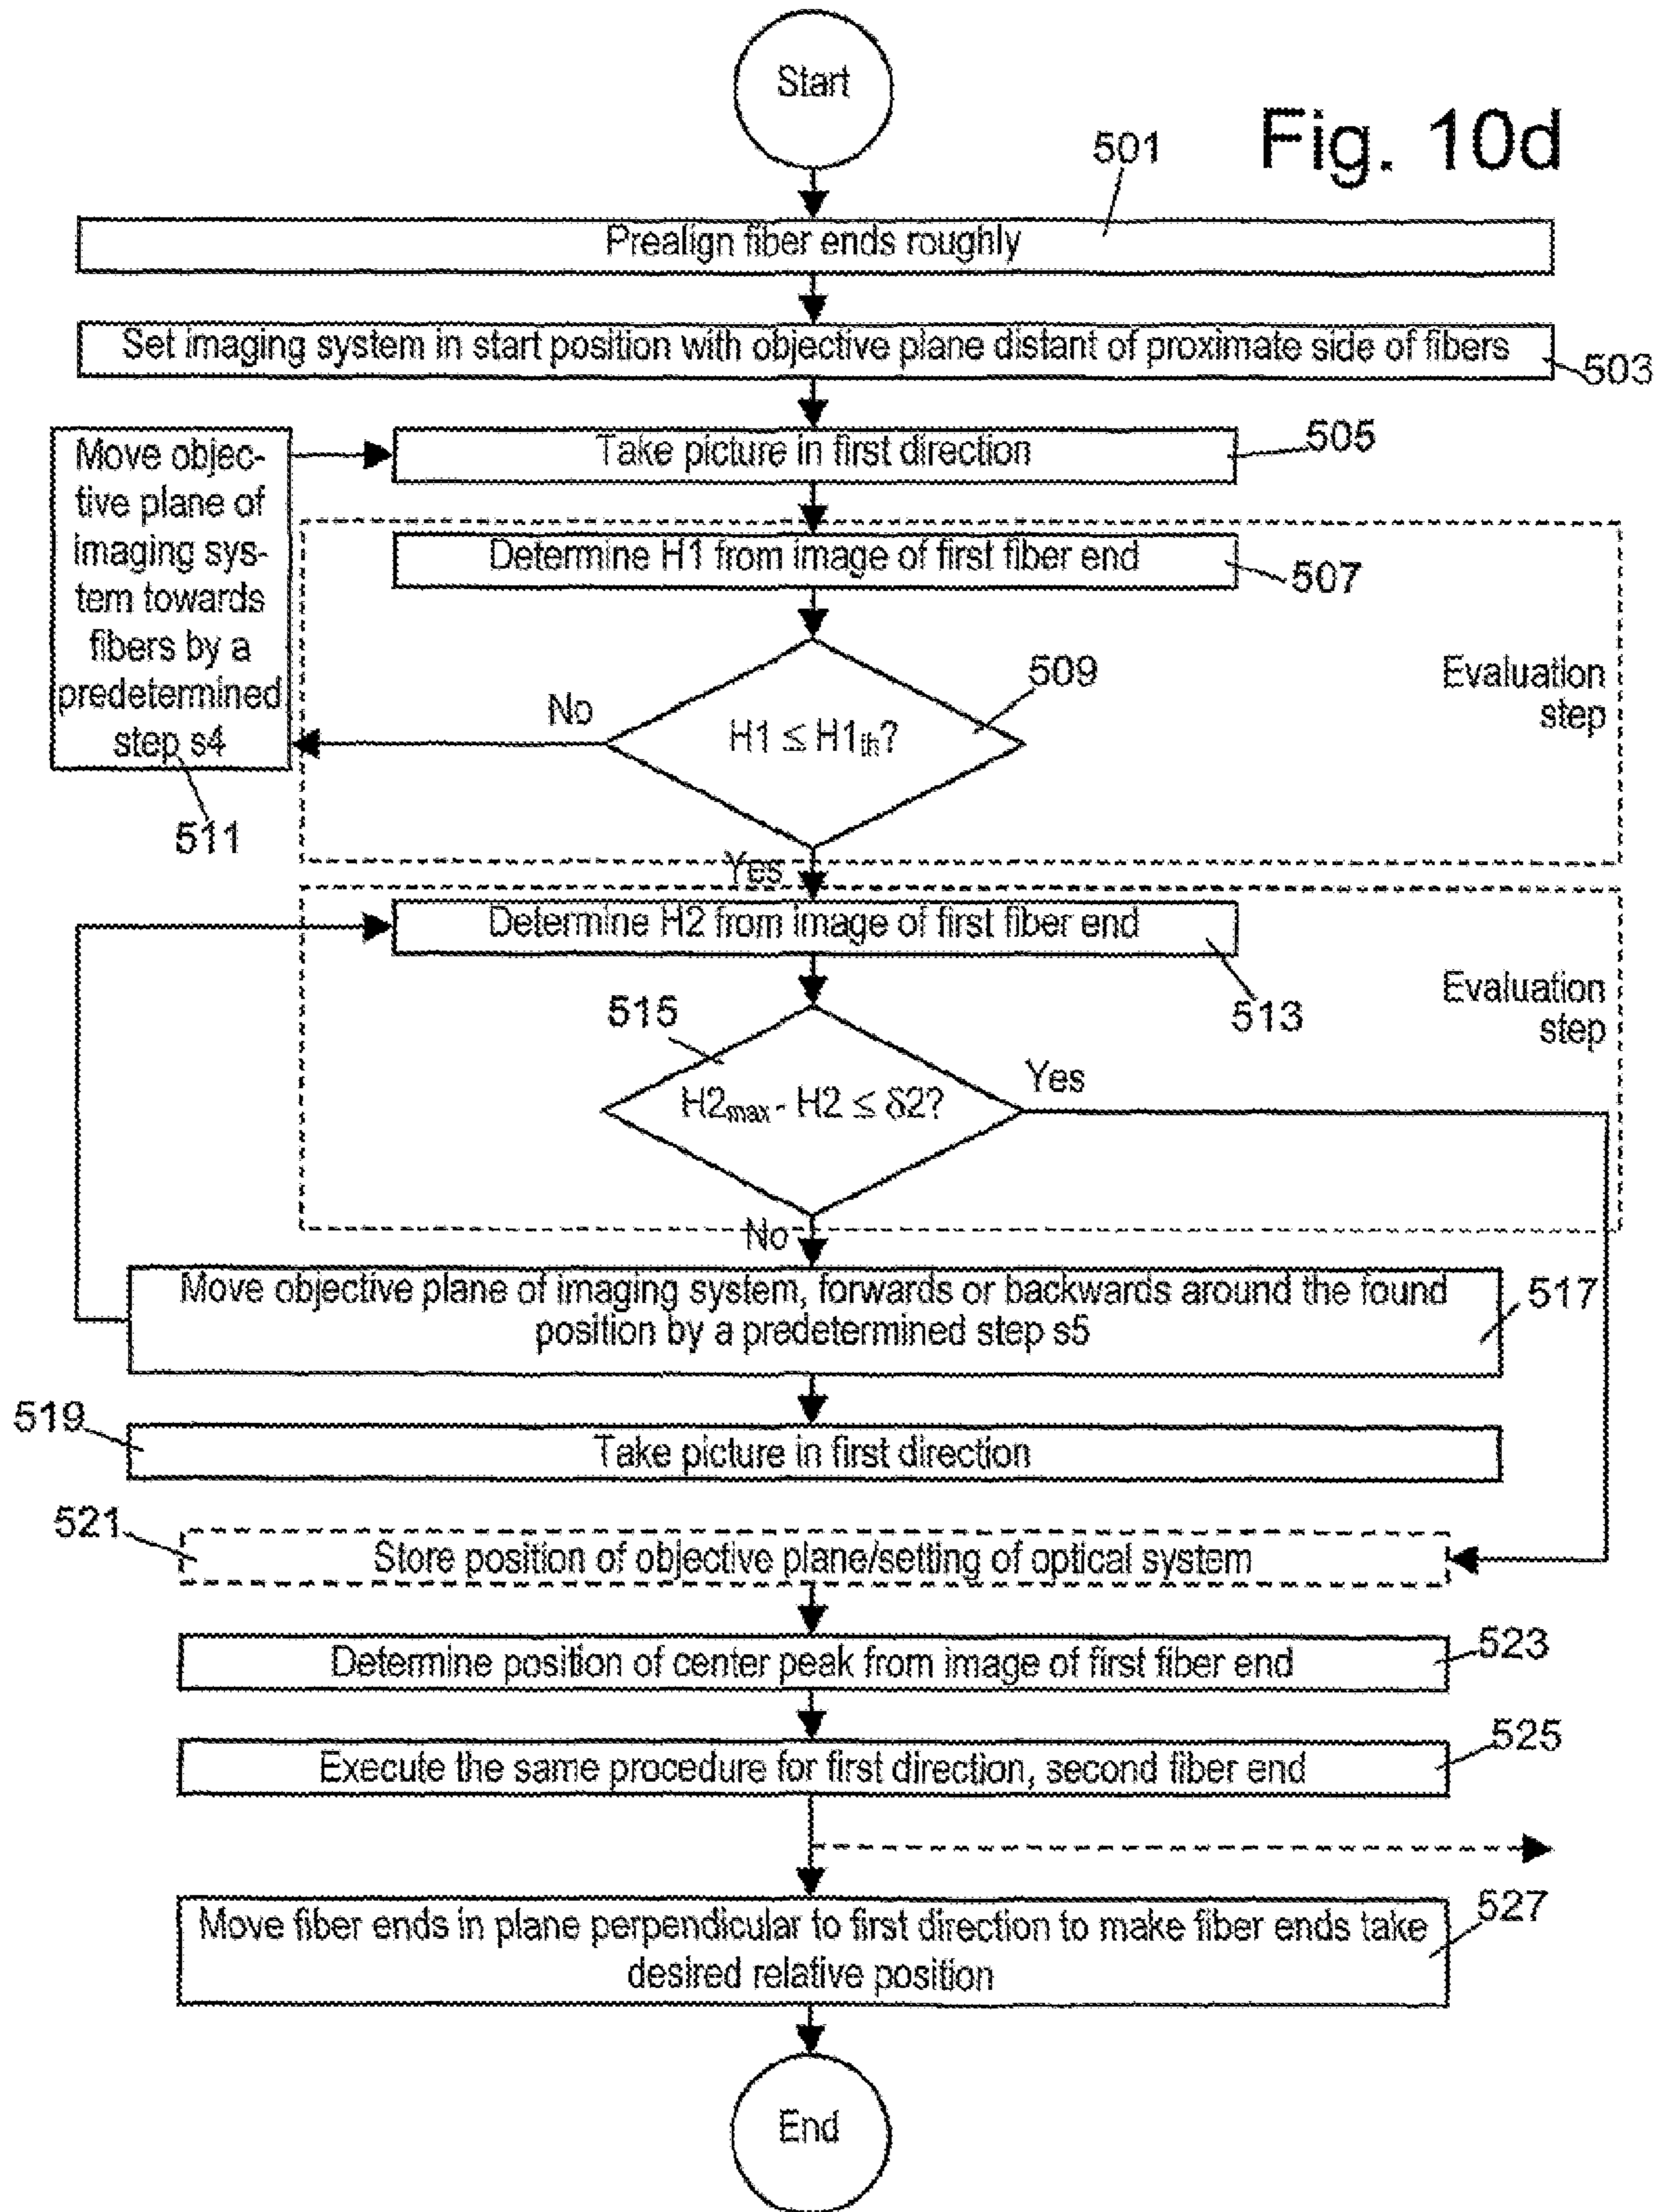 Start
Fig. 10d
501
Prealign fiber ends roughly
Set imaging system in start position with objective plane distant of proximate side of fibers
503
Move objec-
tive plane of
imaging sys-
tem towards
fibers by a
predetermined
step s4
511
Take picture in first direction
505
Determine H1 from image of first fiber end
507
509
H1 ≤ H1th?
No
Yes
Evaluation
step
Determine H2 from image of first fiber end
513
515
H2max - H2 ≤ δ2?
Yes
No
Evaluation
step
Move objective plane of imaging system, forwards or backwards around the found
position by a predetermined step s5
517
519
Take picture in first direction
521
Store position of objective plane/setting of optical system
Determine position of center peak from image of first fiber end
523
Execute the same procedure for first direction, second fiber end
525
Move fiber ends in plane perpendicular to first direction to make fiber ends take
desired relative position
527
End